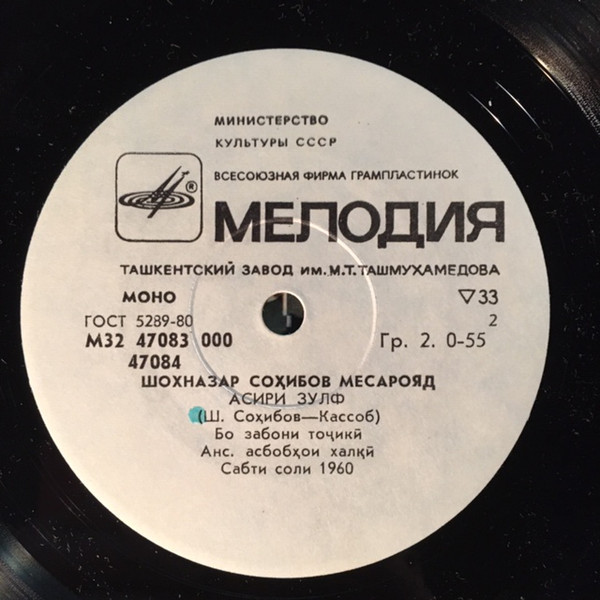 МИНИСТЕРСТВО
КУЛЬТУРЫ СССР
ВСЕСОЮЗНАЯ ФИРМА ГРАМПЛАСТИНОК
®
МЕЛОДИЯ
ТАШКЕНТСКИЙ ЗАВОД им. М.Т.ТАШМУХАМЕДОВА
МОНО ▽33
ГОСТ 5289-80 2
М32 47083 000 Гр. 2. 0-55
47084
ШОХНАЗАР СОҲИБОВ МЕСАРОЯД
АСИРИ ЗУЛФ
(Ш. Соҳибов—Кассоб)
Бо забони тоҷикӣ
Анс. асбобҳои халқӣ
Сабти соли 1960